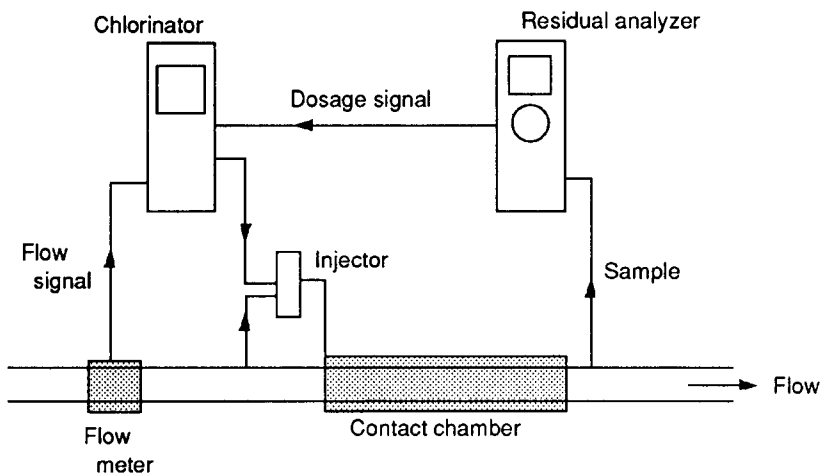 Chlorinator
Residual analyzer
Dosage signal
Flow
signal
Injector
Sample
Flow
Flow
meter
Contact chamber